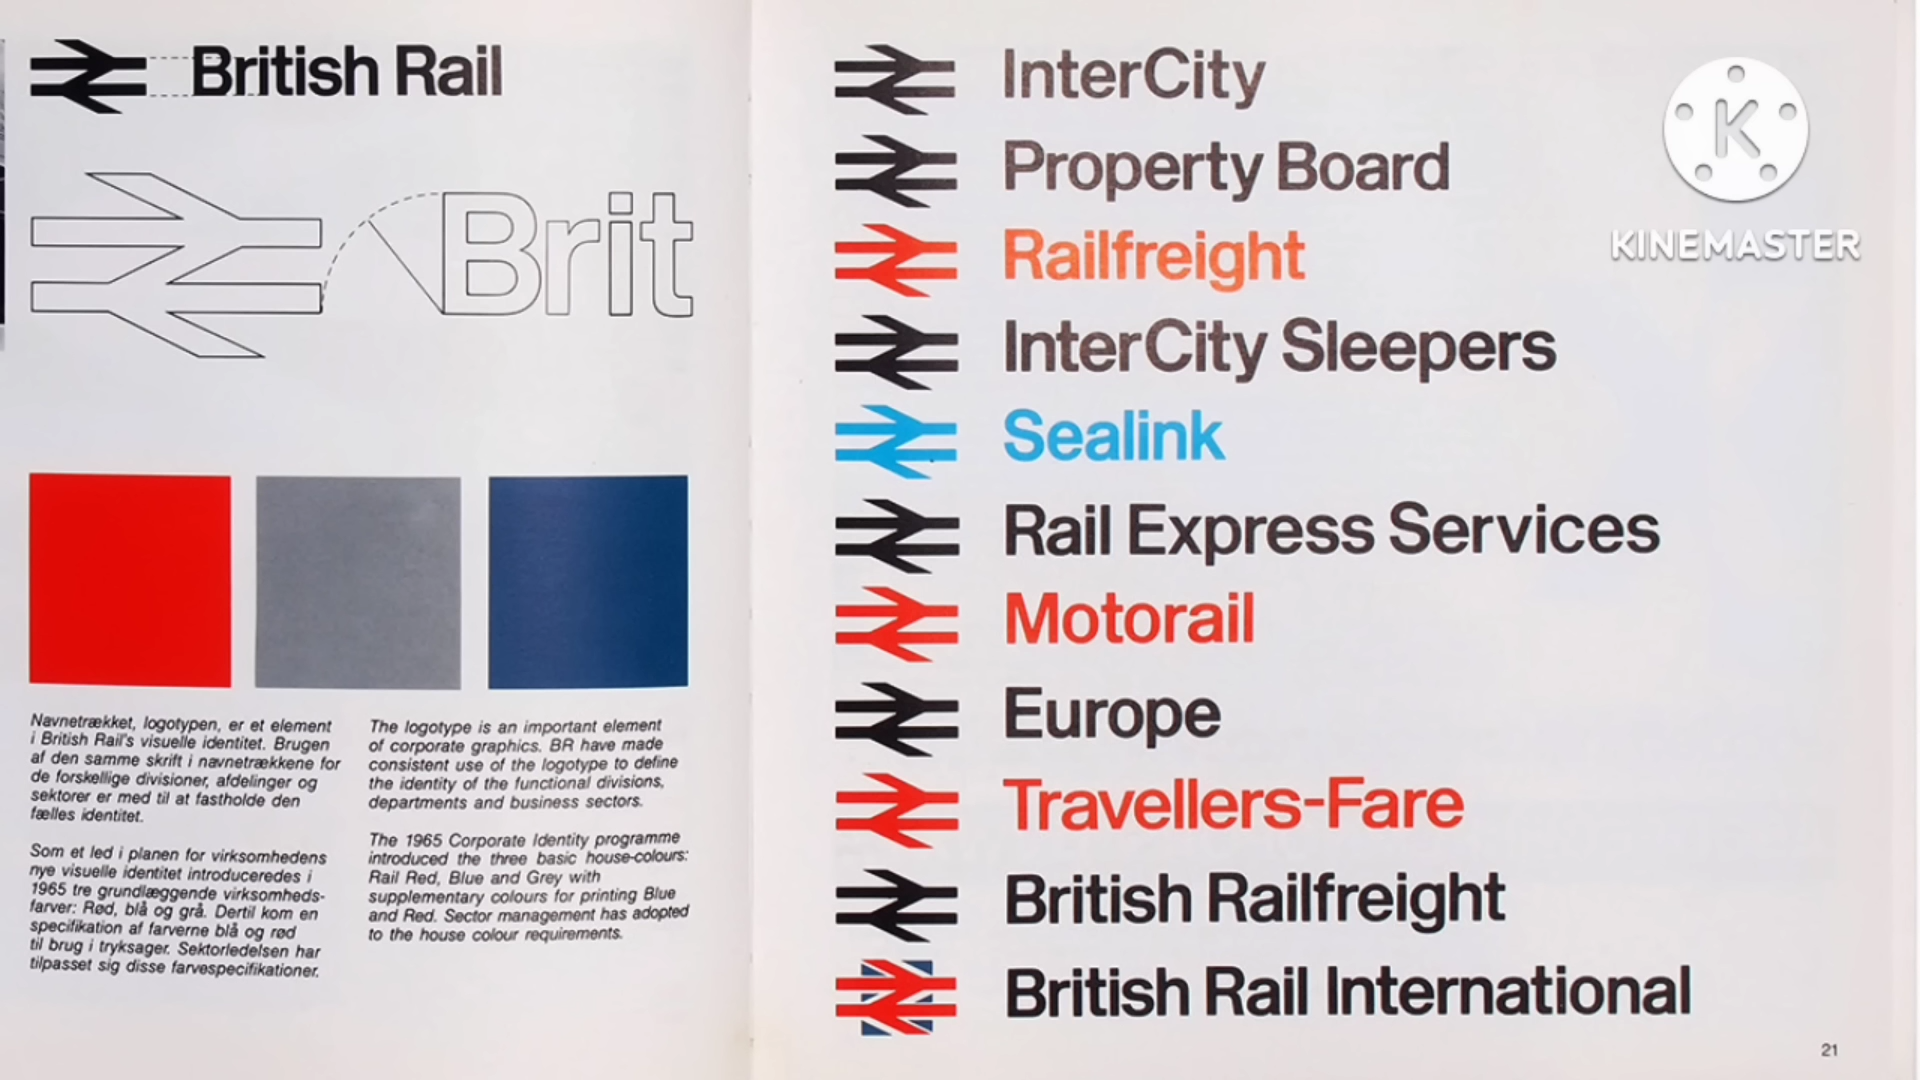 British Rail
Brit
Navnetrækket, logotypen, er et element
i British Rail's visuelle identitet. Brugen
af den samme skrift i navnetrækkene for
de forskellige divisioner, afdelinger og
sektorer er med til at fastholde den
fælles identitet.
Som et led i planen for virksomhedens
nye visuelle identitet introduceredes i
1965 tre grundlæggende virksomheds-
farver: Rød, blå og grå. Dertil kom en
specifikation af farverne blå og rød
til brug i tryksager. Sektorledelsen har
tilpasset sig disse farvespecifikationer.
The logotype is an important element
of corporate graphics. BR have made
consistent use of the logotype to define
the identity of the functional divisions,
departments and business sectors.
The 1965 Corporate Identity programme
introduced the three basic house-colours:
Rail Red, Blue and Grey with
supplementary colours for printing Blue
and Red. Sector management has adopted
to the house colour requirements.
InterCity
Property Board
Railfreight
InterCity Sleepers
Sealink
Rail Express Services
Motorail
Europe
Travellers-Fare
British Railfreight
British Rail International
21
K
KINEMASTER